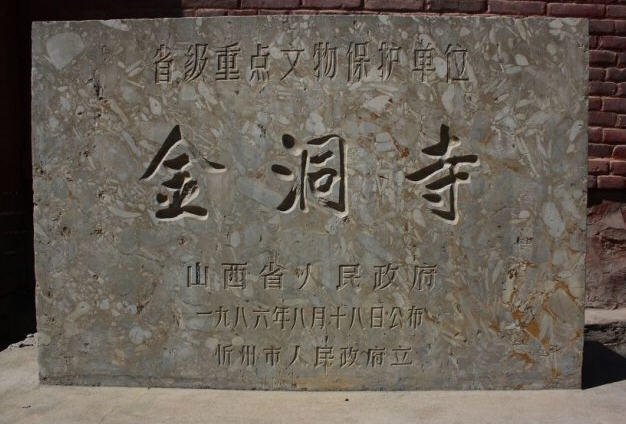 省级重点文物保护单位
金洞寺
山西省人民政府
一九八六年八月十八日公布
忻州市人民政府立